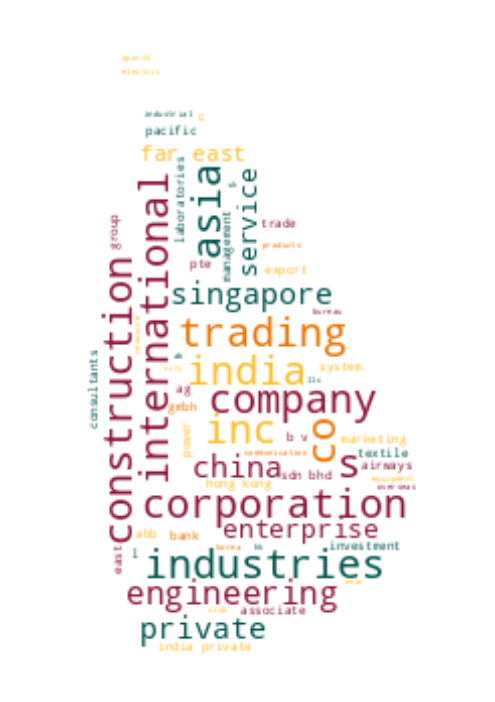 sports
electric
industrial
c
pacific
far east
laboratories
asia
service
s
international
management
group
trade
products
pte
export
construction
singapore
bureau
trading
resource
consultants
india
system
llc
city
ag
company
gmbh
inc
co
power
b v
marketing
communication
textile
china
s
airways
sdn bhd
equipment
hong kong
overseas
corporation
enterprise
abb
bank
korea
investment
l
east
industries
near
engineering
club
associate
private
india private